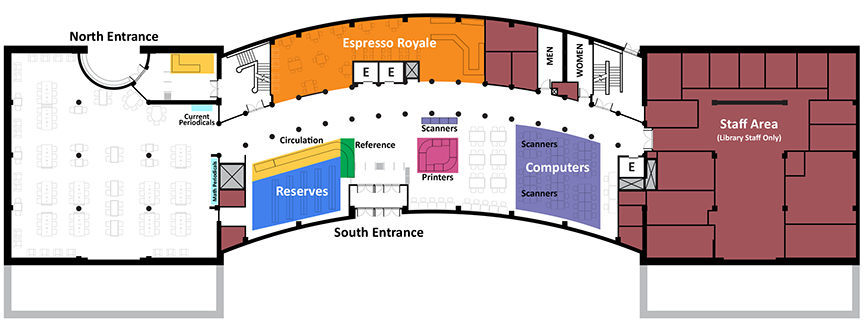 North Entrance
Espresso Royale
MEN
WOMEN
E
E
Current
Periodicals
Staff Area
(Library Staff Only)
Scanners
Circulation
Reference
Scanners
Math Periodicals
Reserves
Printers
Computers
E
Scanners
South Entrance